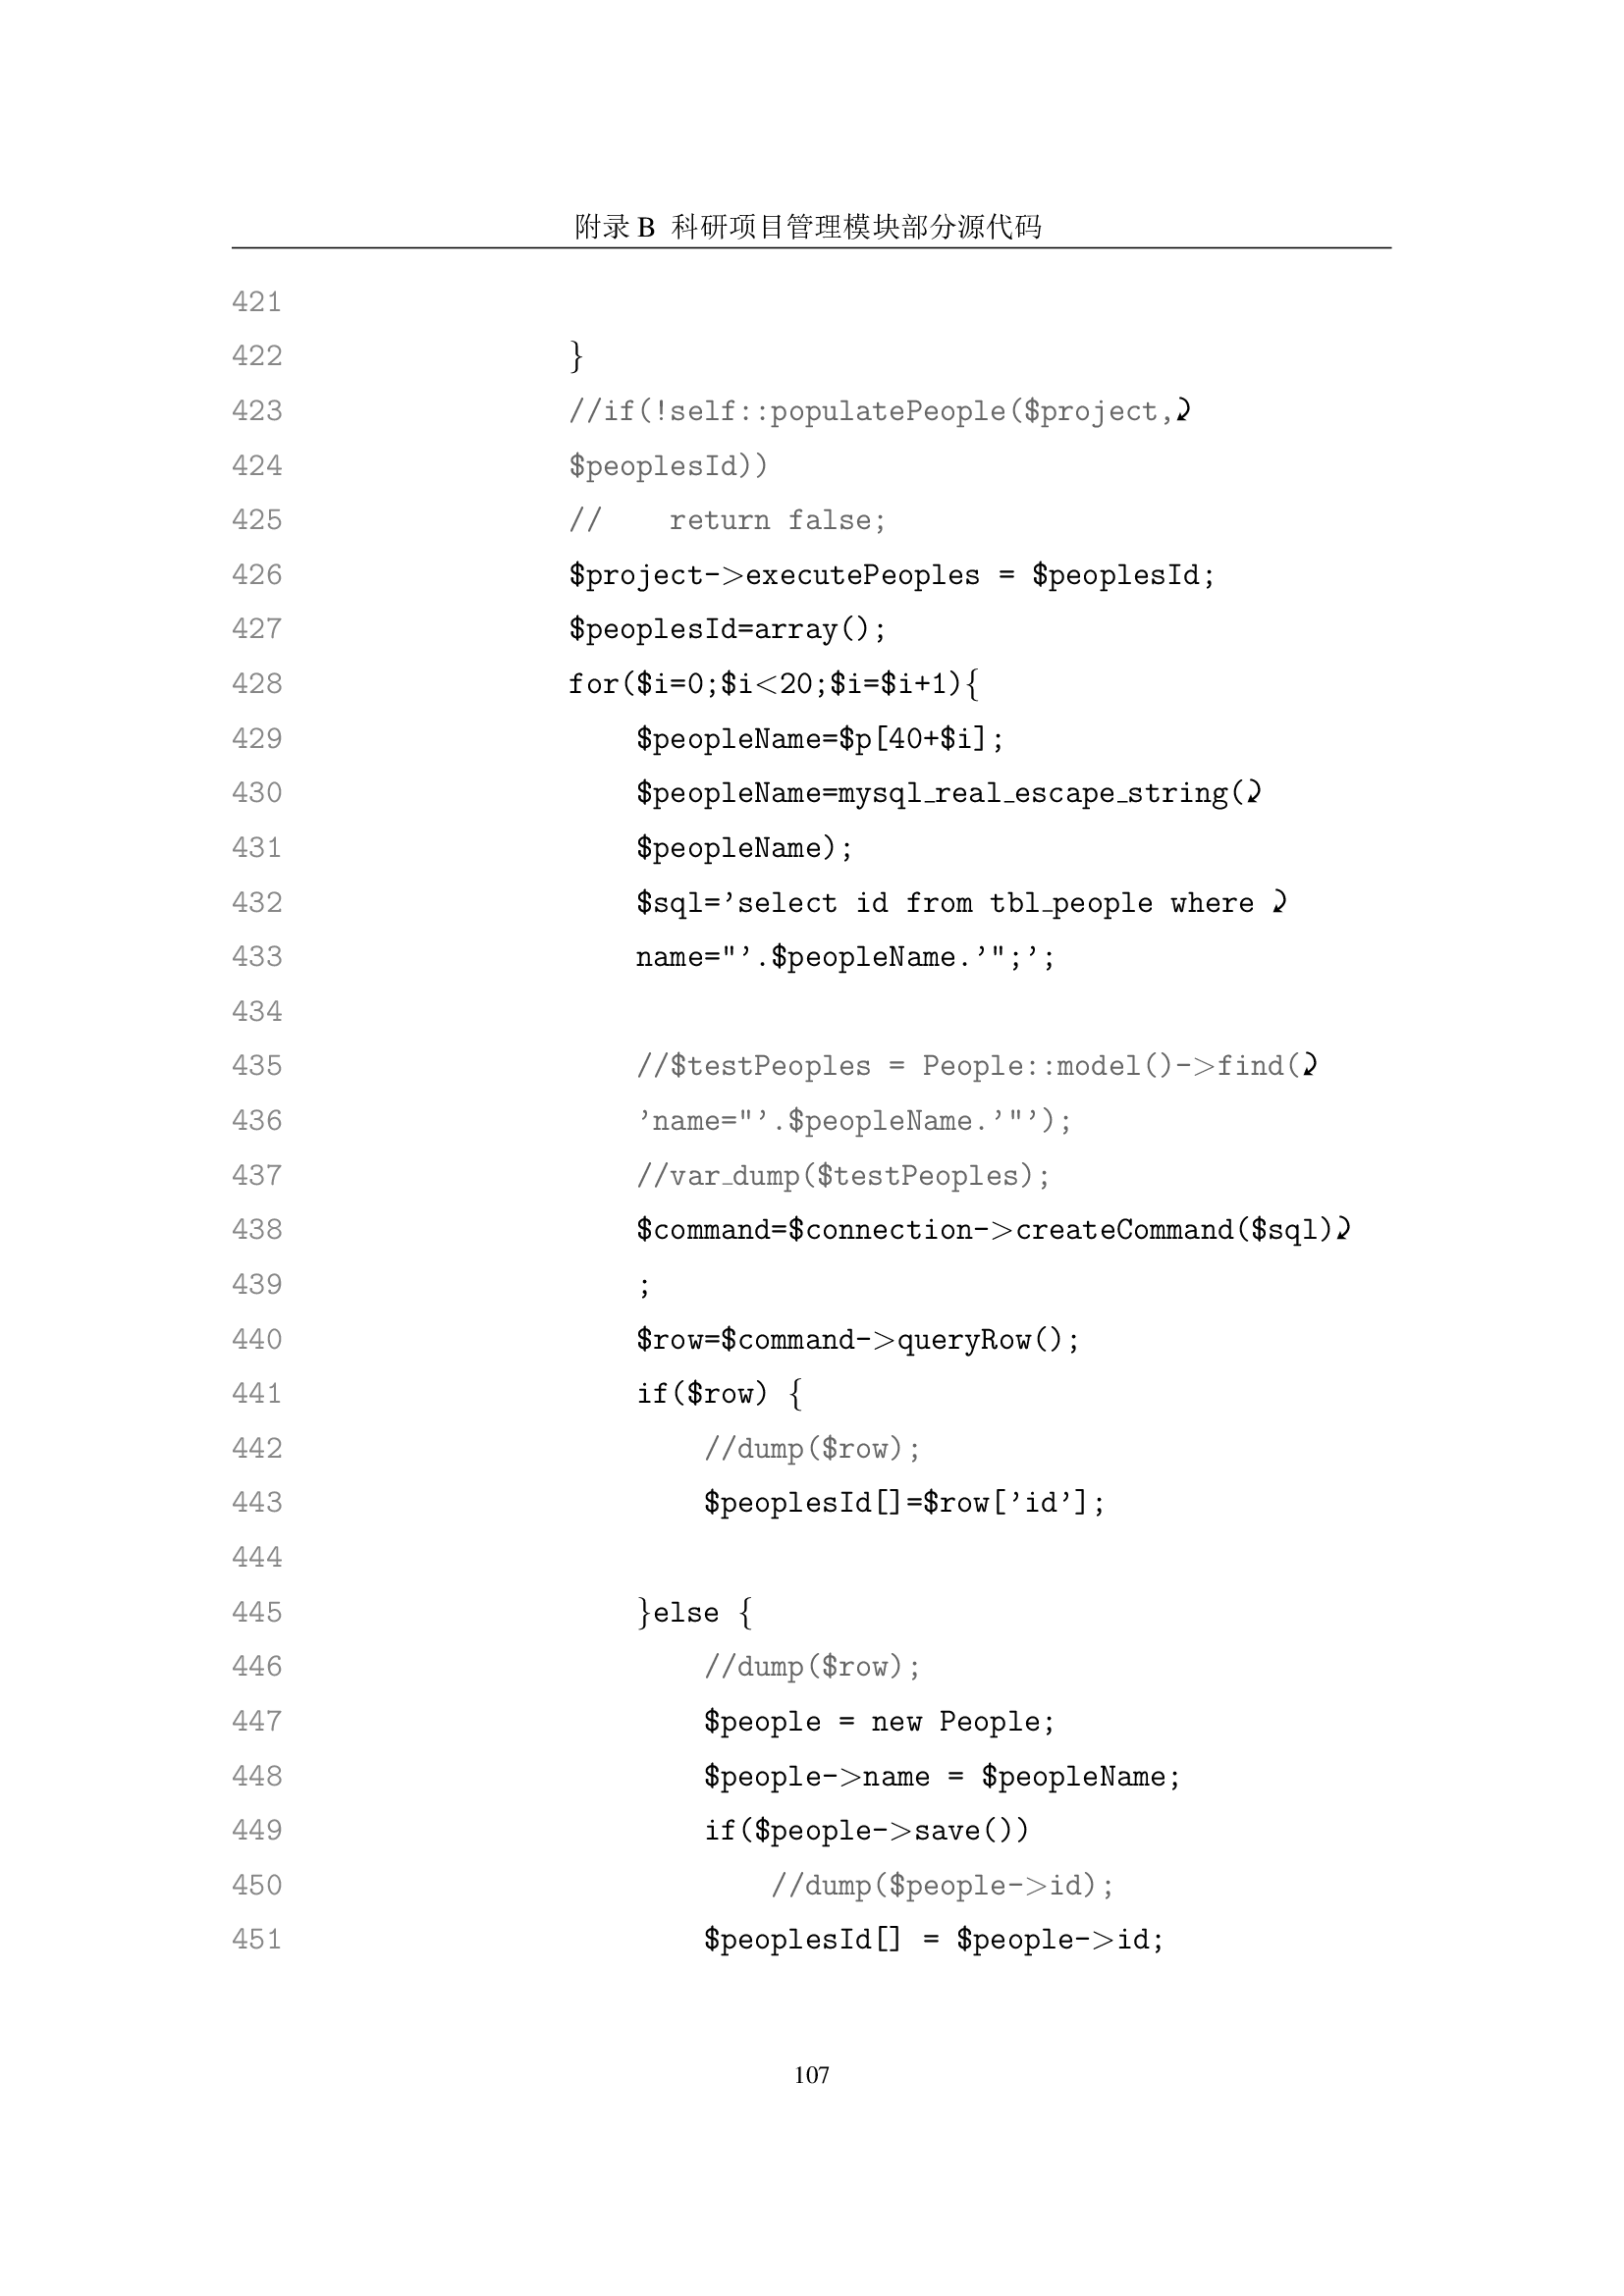 附录 B 科研项目管理模块部分源代码
421
422 }
423 //if(!self::populatePeople($project,⤸
424 $peoplesId))
425 //    return false;
426 $project->executePeoples = $peoplesId;
427 $peoplesId=array();
428 for($i=0;$i<20;$i=$i+1){
429     $peopleName=$p[40+$i];
430     $peopleName=mysql_real_escape_string(⤸
431     $peopleName);
432     $sql='select id from tbl_people where ⤸
433     name="'.$peopleName.'";';
434
435     //$testPeoples = People::model()->find(⤸
436     'name="'.$peopleName.'"');
437     //var_dump($testPeoples);
438     $command=$connection->createCommand($sql)⤸
439     ;
440     $row=$command->queryRow();
441     if($row) {
442         //dump($row);
443         $peoplesId[]=$row['id'];
444
445     }else {
446         //dump($row);
447         $people = new People;
448         $people->name = $peopleName;
449         if($people->save())
450             //dump($people->id);
451         $peoplesId[] = $people->id;
107